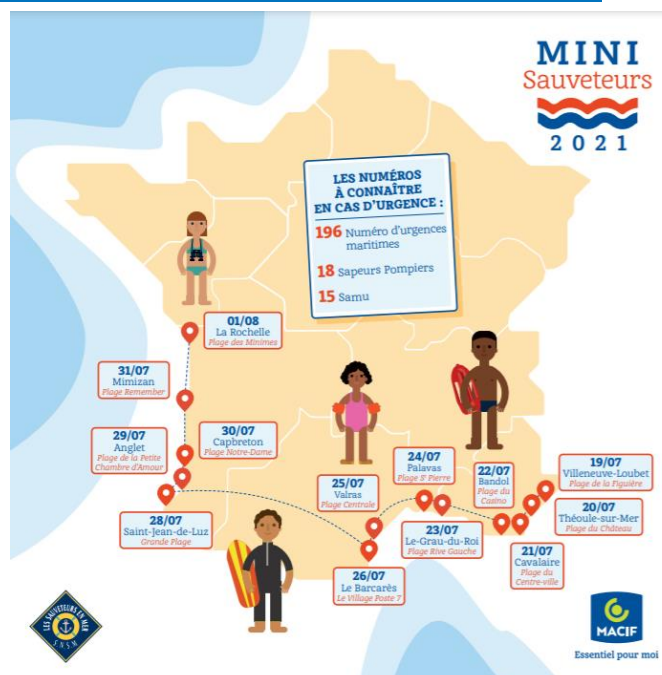 MINI
Sauveteurs
2021
LES NUMÉROS
À CONNAÎTRE
EN CAS D'URGENCE :
196 Numéro d'urgences
maritimes
18 Sapeurs Pompiers
15 Samu
01/08
La Rochelle
Plage des Minimes
31/07
Mimizan
Plage Remember
29/07
Anglet
Plage de la Petite
Chambre d'Amour
30/07
Capbreton
Plage Notre-Dame
28/07
Saint-Jean-de-Luz
Grande Plage
25/07
Valras
Plage Centrale
26/07
Le Barcarès
Le Village Poste 7
24/07
Palavas
Plage St Pierre
23/07
Le-Grau-du-Roi
Plage Rive Gauche
22/07
Bandol
Plage du
Casino
19/07
Villeneuve-Loubet
Plage de la Figuière
20/07
Théoule-sur-Mer
Plage du Château
21/07
Cavalaire
Plage du
Centre-ville
LES SAUVETEURS EN MER
S.N.S.M
MACIF
Essentiel pour moi